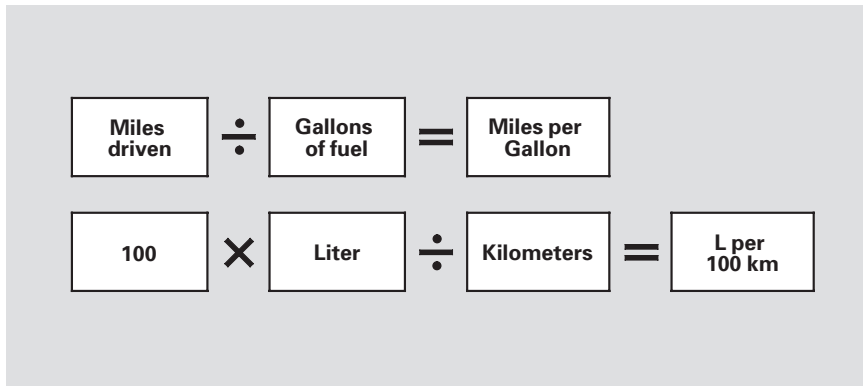 Miles
driven
÷
Gallons
of fuel
=
Miles per
Gallon
100
×
Liter
÷
Kilometers
=
L per
100 km